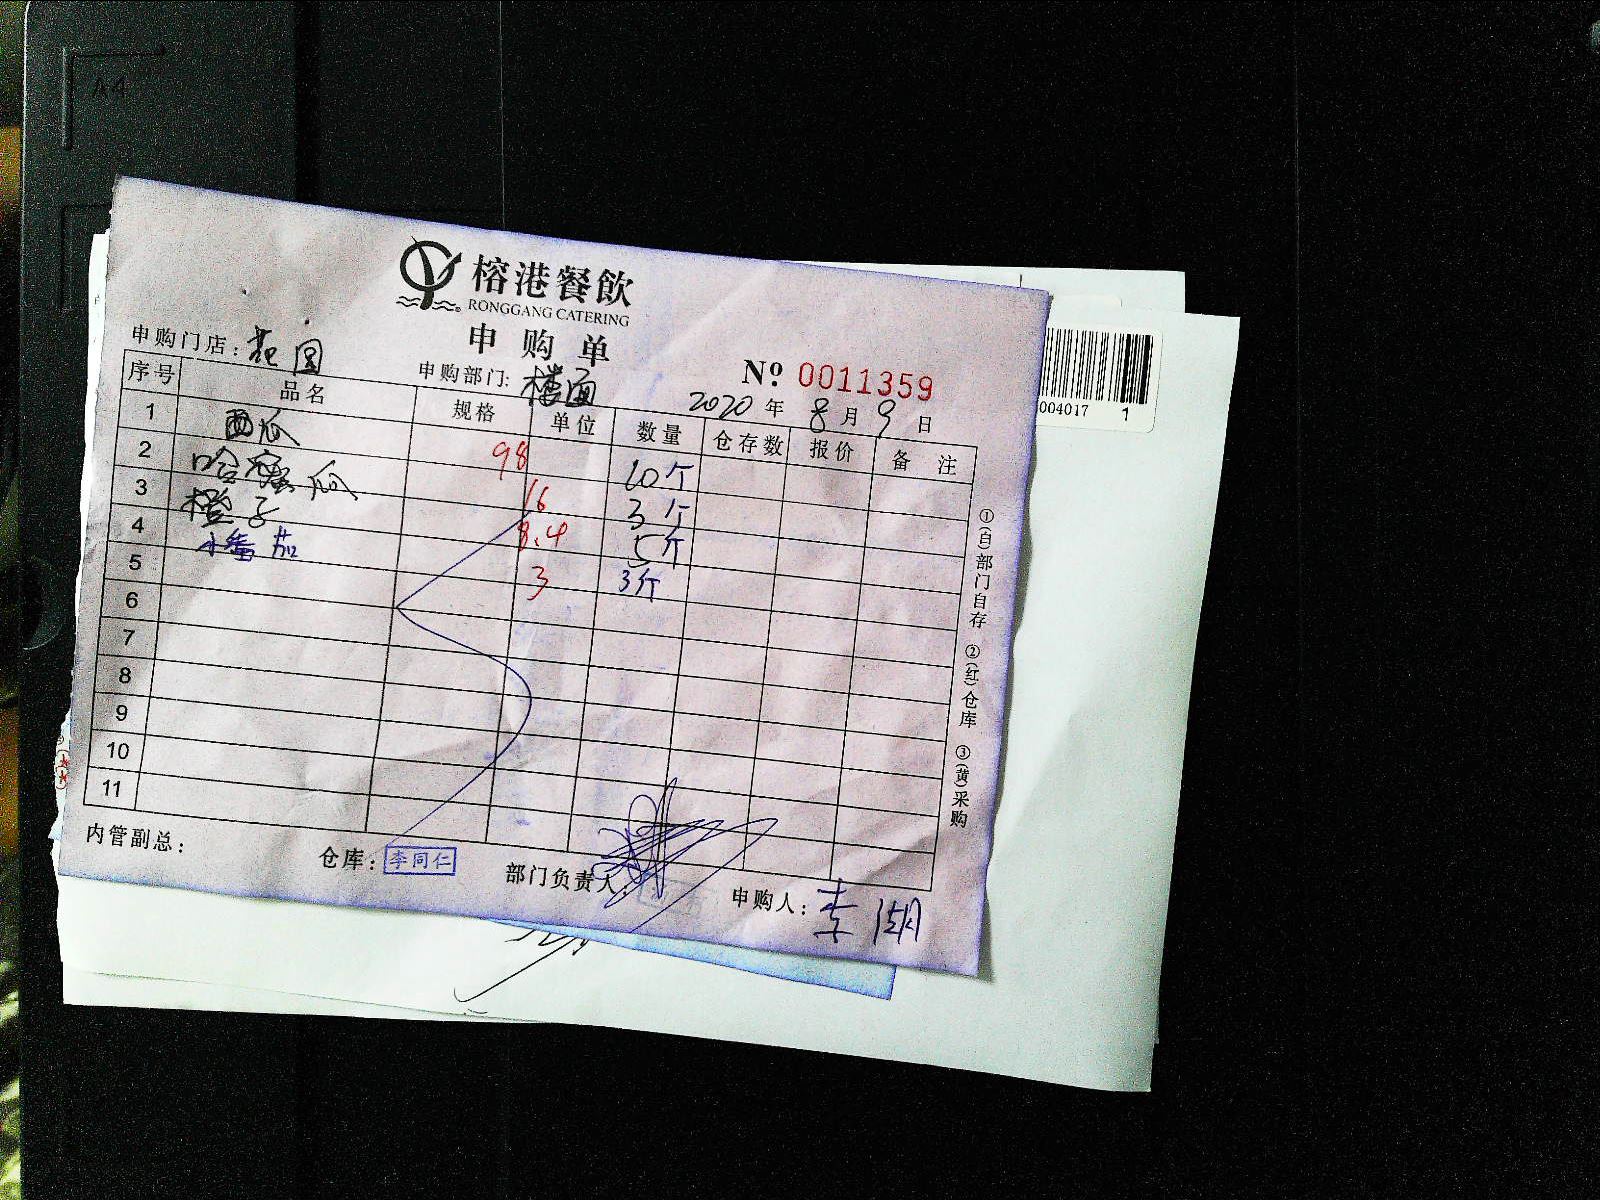 A4
榕港餐飲
RONGGANG CATERING
申购单
申购门店：花园 申购部门：楼面 № 0011359
2020 年 8 月 9 日
序号 品名 规格 单位 数量 仓存数 报价 备注
1 西瓜 98 10个
2 哈蜜瓜 16 3个
3 橙子 8.4 5个
4 小番茄 3 3斤
5
6
7
8
9
10
11
①(白)部门自存 ②(红)仓库 ③(黄)采购
内管副总： 仓库：李同仁 部门负责人： 申购人：李湖
004017 1